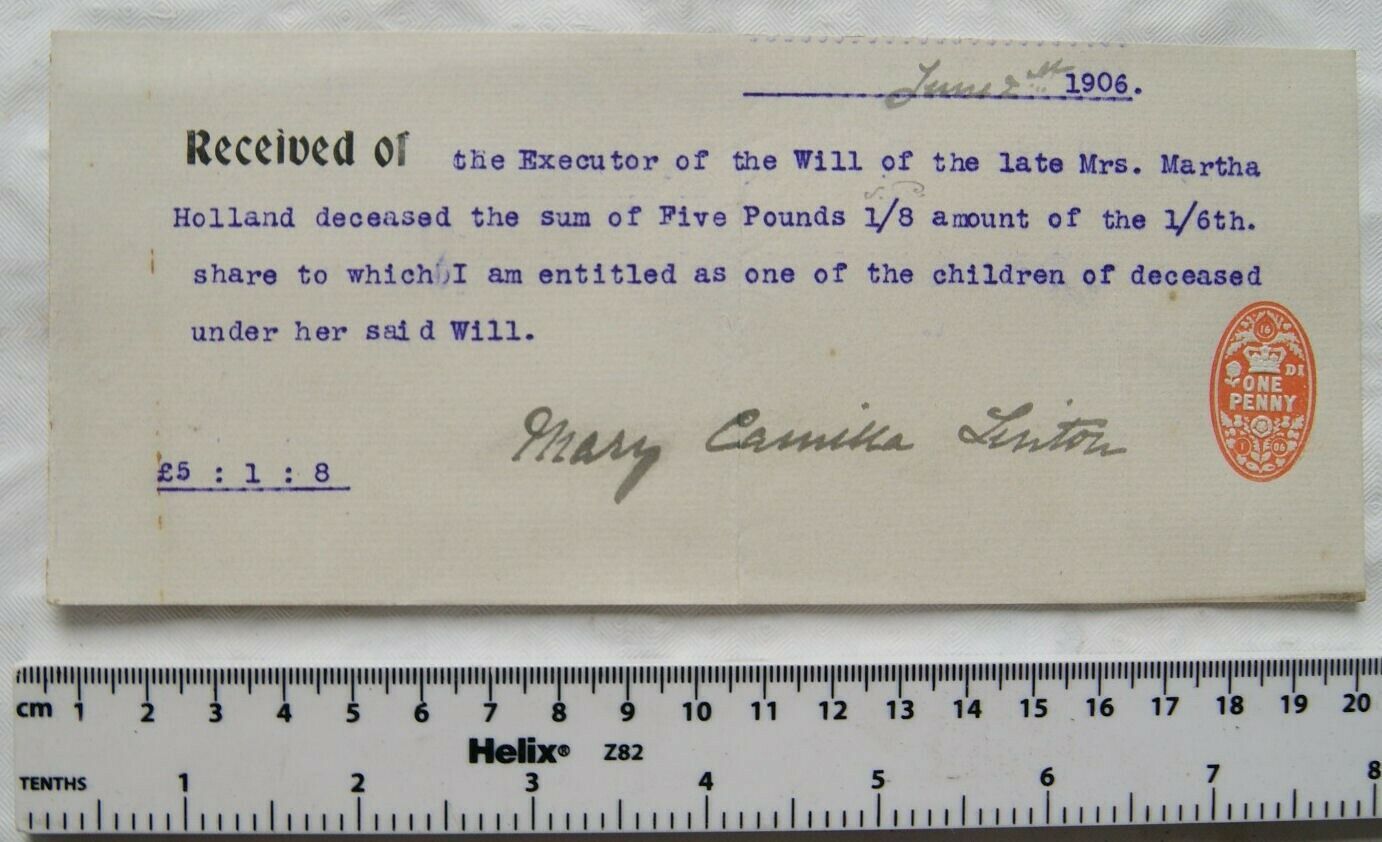 June 2nd 1906.
Received of the Executor of the Will of the late Mrs. Martha
Holland deceased the sum of Five Pounds 1/8 amount of the 1/6th.
share to which I am entitled as one of the children of deceased
under her said Will.
16
DI
ONE
PENNY
1 06
Mary Camilla Linton
£5 : 1 : 8
cm 1 2 3 4 5 6 7 8 9 10 11 12 13 14 15 16 17 18 19 20
Helix® Z82
TENTHS 1 2 3 4 5 6 7 8